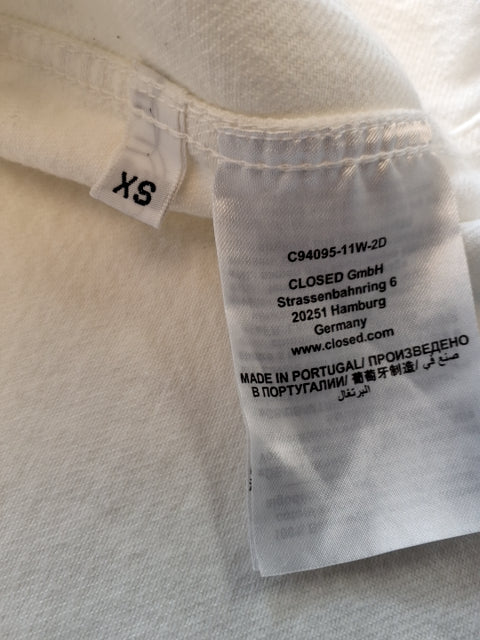 XS
C94095-11W-2D
CLOSED GmbH
Strassenbahnring 6
20251 Hamburg
Germany
www.closed.com
MADE IN PORTUGAL/ ПРОИЗВЕДЕНО
В ПОРТУГАЛИИ/ 葡萄牙制造/ صنع في
البرتغال